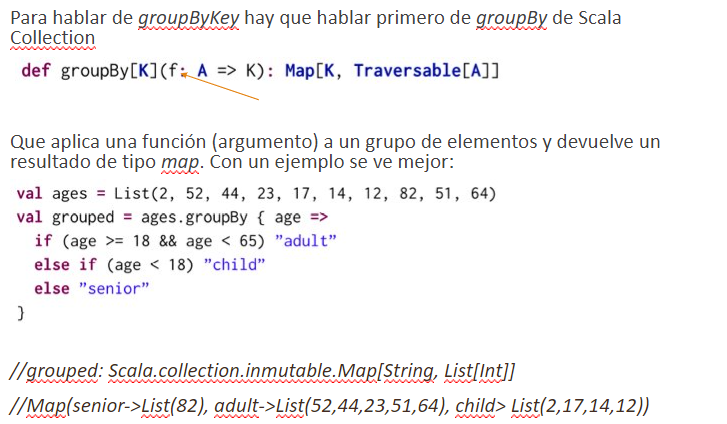 Para hablar de groupByKey hay que hablar primero de groupBy de Scala
Collection
def groupBy[K](f: A => K): Map[K, Traversable[A]]
Que aplica una función (argumento) a un grupo de elementos y devuelve un
resultado de tipo map. Con un ejemplo se ve mejor:
val ages = List(2, 52, 44, 23, 17, 14, 12, 82, 51, 64)
val grouped = ages.groupBy { age =>
if (age >= 18 && age < 65) "adult"
else if (age < 18) "child"
else "senior"
}
//grouped: Scala.collection.inmutable.Map[String, List[Int]]
//Map(senior->List(82), adult->List(52,44,23,51,64), child> List(2,17,14,12))